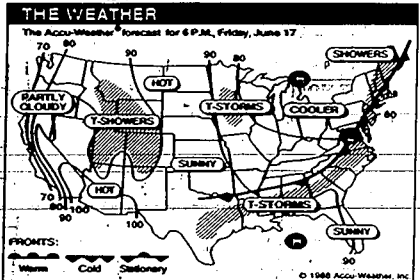 THE WEATHER
The Accu-Weather® forecast for 6 P.M., Friday, June 17.
70 80 90 90 80 SHOWERS
HOT
PARTLY CLOUDY
T-STORMS COOLER
T-SHOWERS
80
SUNNY
HOT
70 80 90 100
T-STORMS
100
SUNNY
90
FRONTS:
Warm Cold Stationary
© 1988 Accu-Weather, Inc.